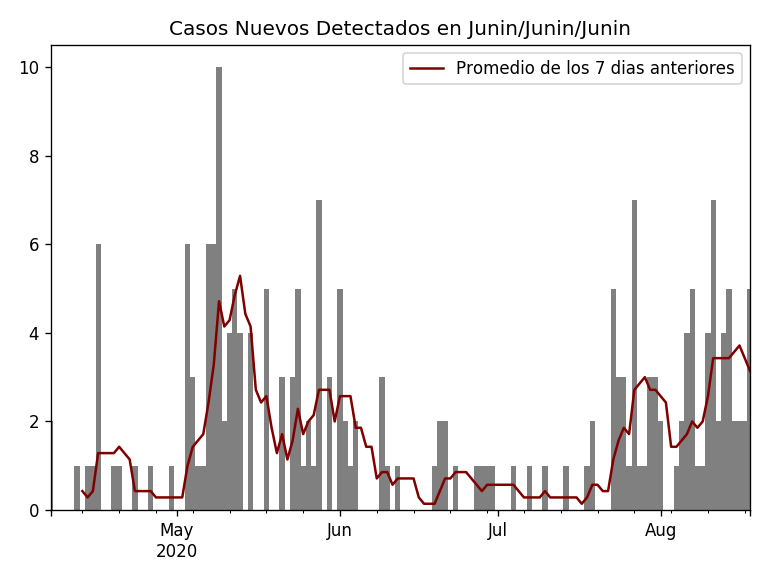 Casos Nuevos Detectados en Junin/Junin/Junin
Promedio de los 7 dias anteriores
10
8
6
4
2
0
May
2020
Jun
Jul
Aug